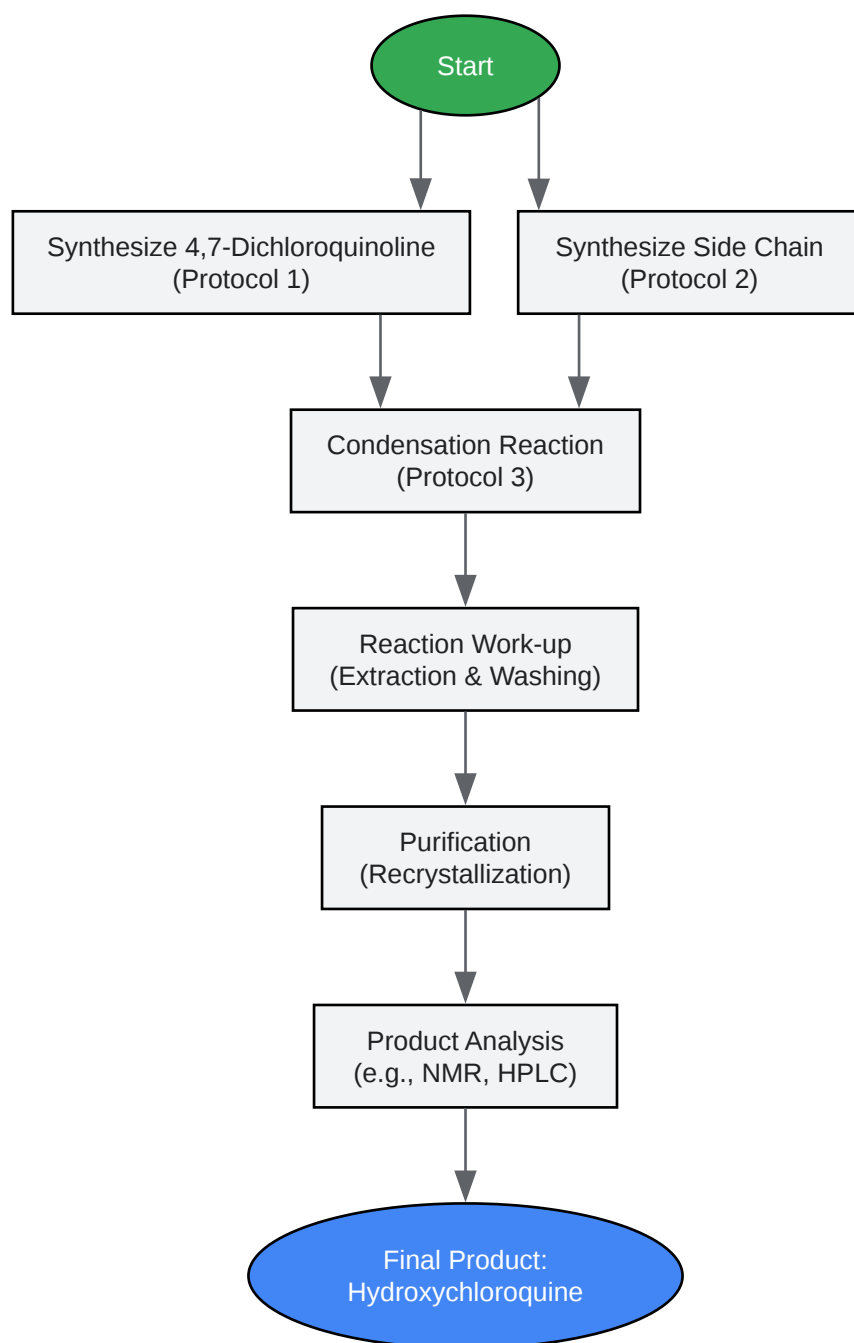 Start
Synthesize 4,7-Dichloroquinoline
(Protocol 1)
Synthesize Side Chain
(Protocol 2)
Condensation Reaction
(Protocol 3)
Reaction Work-up
(Extraction & Washing)
Purification
(Recrystallization)
Product Analysis
(e.g., NMR, HPLC)
Final Product:
Hydroxychloroquine